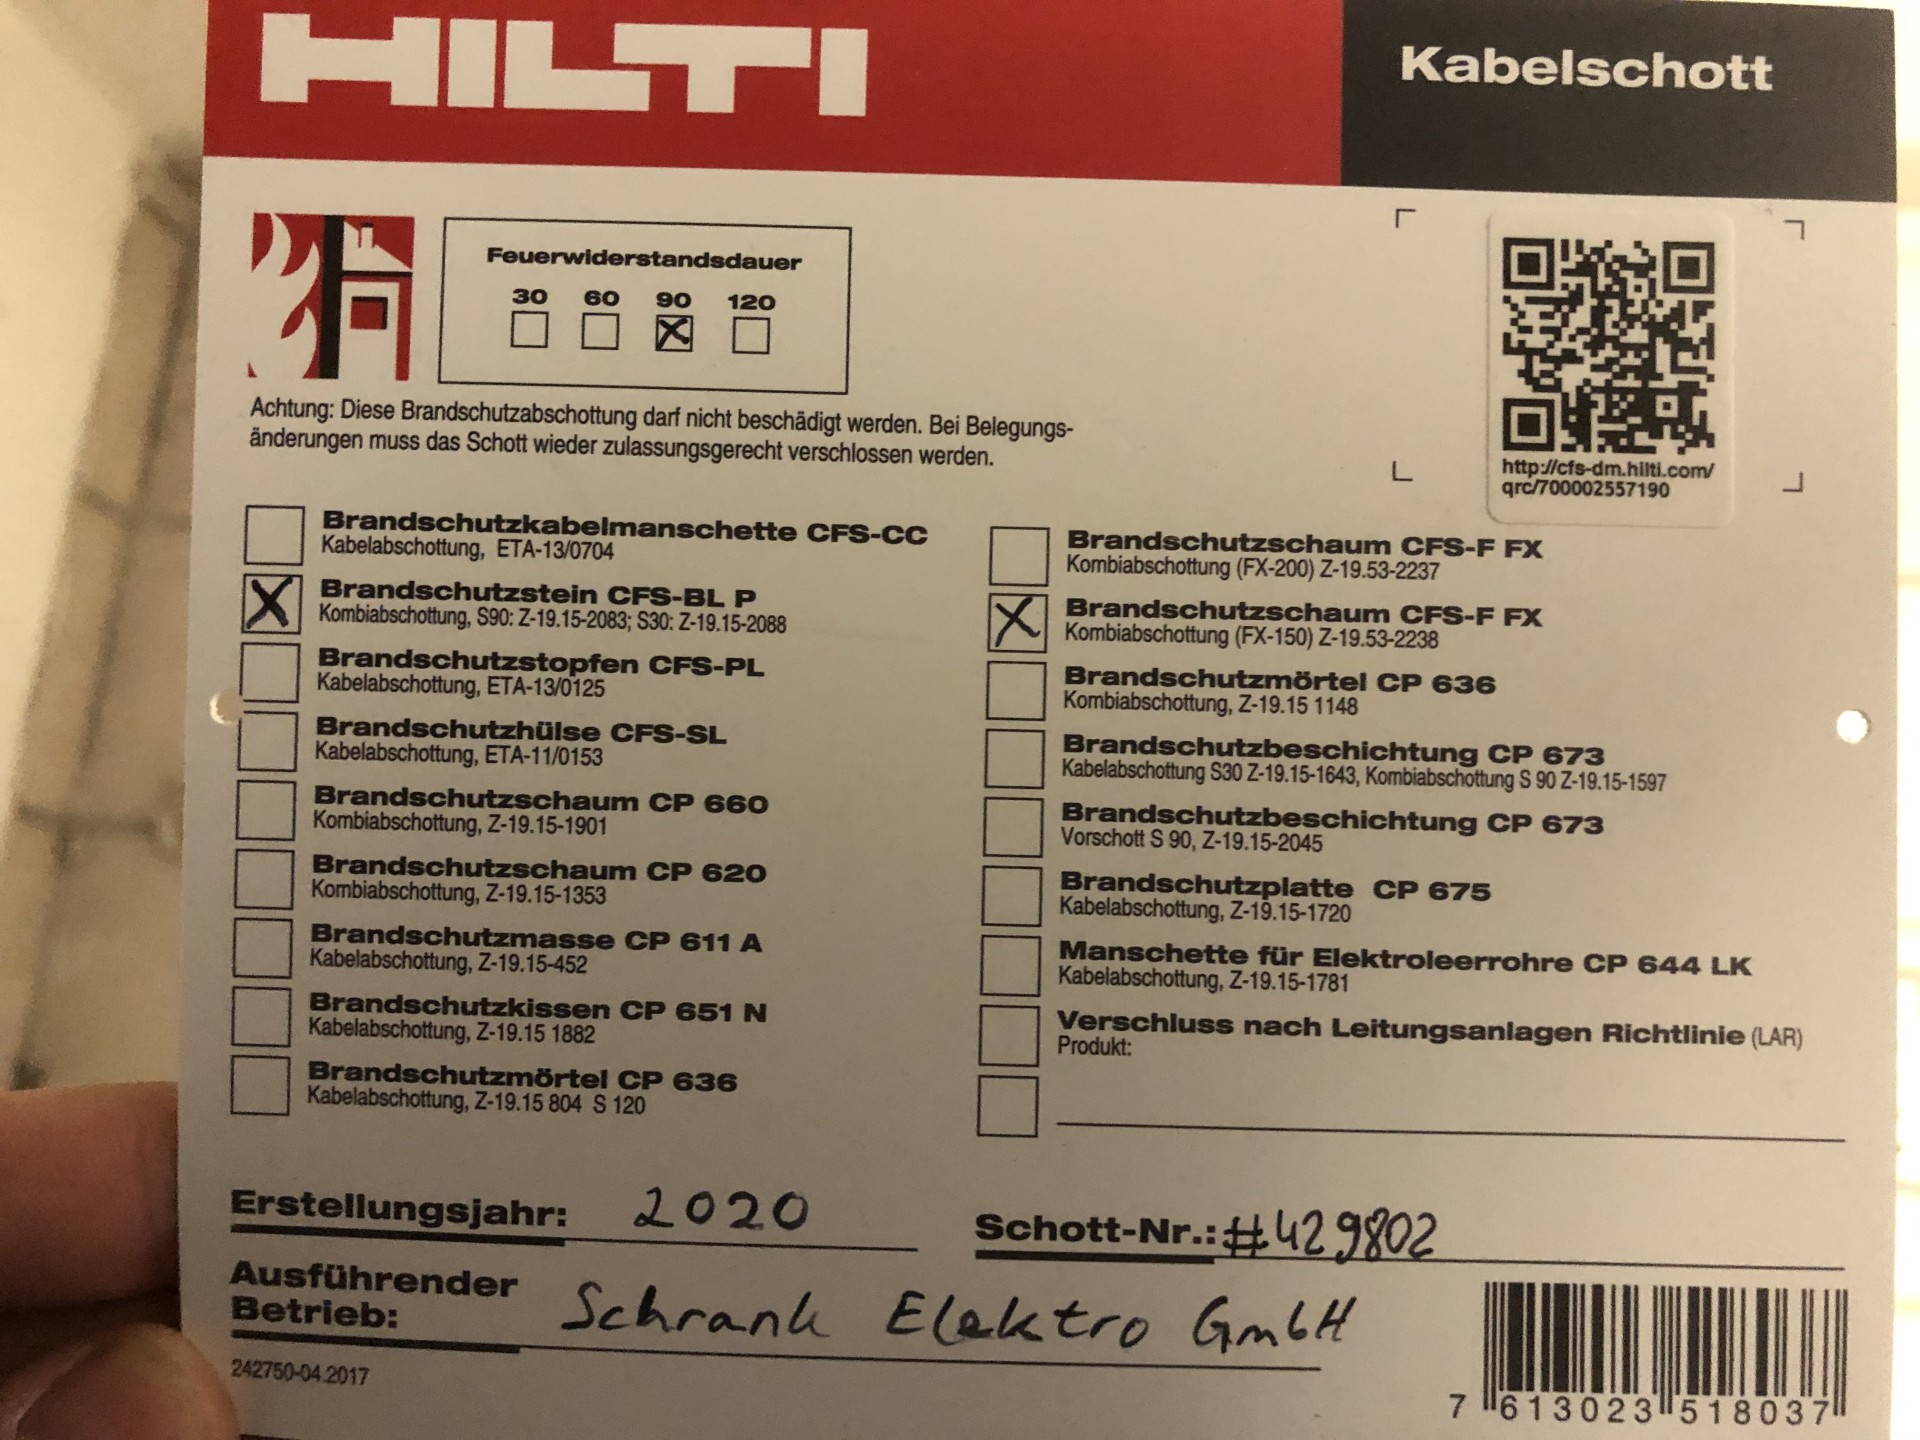 HILTI
Kabelschott
Feuerwiderstandsdauer
30 60 90 120
Achtung: Diese Brandschutzabschottung darf nicht beschädigt werden. Bei Belegungs-
änderungen muss das Schott wieder zulassungsgerecht verschlossen werden.
http://cfs-dm.hilti.com/
qrc/700002557190
Brandschutzkabelmanschette CFS-CC
Kabelabschottung, ETA-13/0704
Brandschutzstein CFS-BL P
Kombiabschottung, S90: Z-19.15-2083; S30: Z-19.15-2088
Brandschutzstopfen CFS-PL
Kabelabschottung, ETA-13/0125
Brandschutzhülse CFS-SL
Kabelabschottung, ETA-11/0153
Brandschutzschaum CP 660
Kombiabschottung, Z-19.15-1901
Brandschutzschaum CP 620
Kombiabschottung, Z-19.15-1353
Brandschutzmasse CP 611 A
Kabelabschottung, Z-19.15-452
Brandschutzkissen CP 651 N
Kabelabschottung, Z-19.15 1882
Brandschutzmörtel CP 636
Kabelabschottung, Z-19.15 804 S 120
Brandschutzschaum CFS-F FX
Kombiabschottung (FX-200) Z-19.53-2237
Brandschutzschaum CFS-F FX
Kombiabschottung (FX-150) Z-19.53-2238
Brandschutzmörtel CP 636
Kombiabschottung, Z-19.15 1148
Brandschutzbeschichtung CP 673
Kabelabschottung S30 Z-19.15-1643, Kombiabschottung S 90 Z-19.15-1597
Brandschutzbeschichtung CP 673
Vorschott S 90, Z-19.15-2045
Brandschutzplatte CP 675
Kabelabschottung, Z-19.15-1720
Manschette für Elektroleerrohre CP 644 LK
Kabelabschottung, Z-19.15-1781
Verschluss nach Leitungsanlagen Richtlinie (LAR)
Produkt:
Erstellungsjahr: 2020
Schott-Nr.: #429802
Ausführender
Betrieb: Schrank Elektro GmbH
242750-04.2017
7 613023 518037